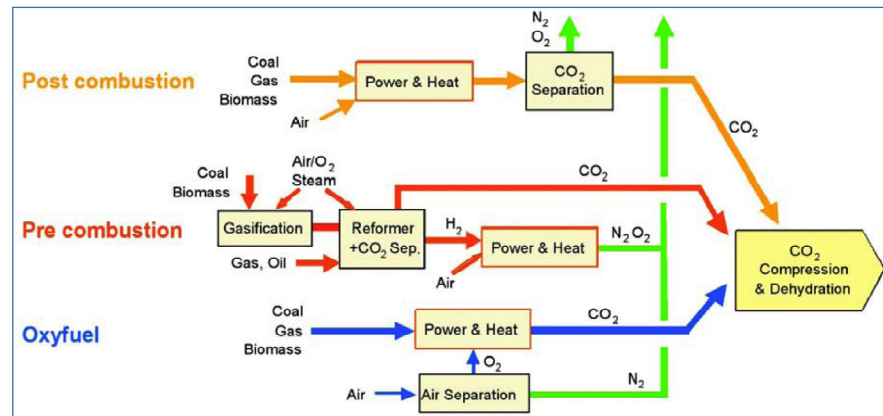 N₂
O₂
Post combustion
Coal
Gas
Biomass
Air
Power & Heat
CO₂
Separation
CO₂
Pre combustion
Coal
Biomass
Air/O₂
Steam
Gasification
Gas, Oil
Reformer
+CO₂ Sep.
CO₂
H₂
Air
Power & Heat
N₂O₂
CO₂
Compression
& Dehydration
Oxyfuel
Coal
Gas
Biomass
Power & Heat
CO₂
O₂
Air
Air Separation
N₂